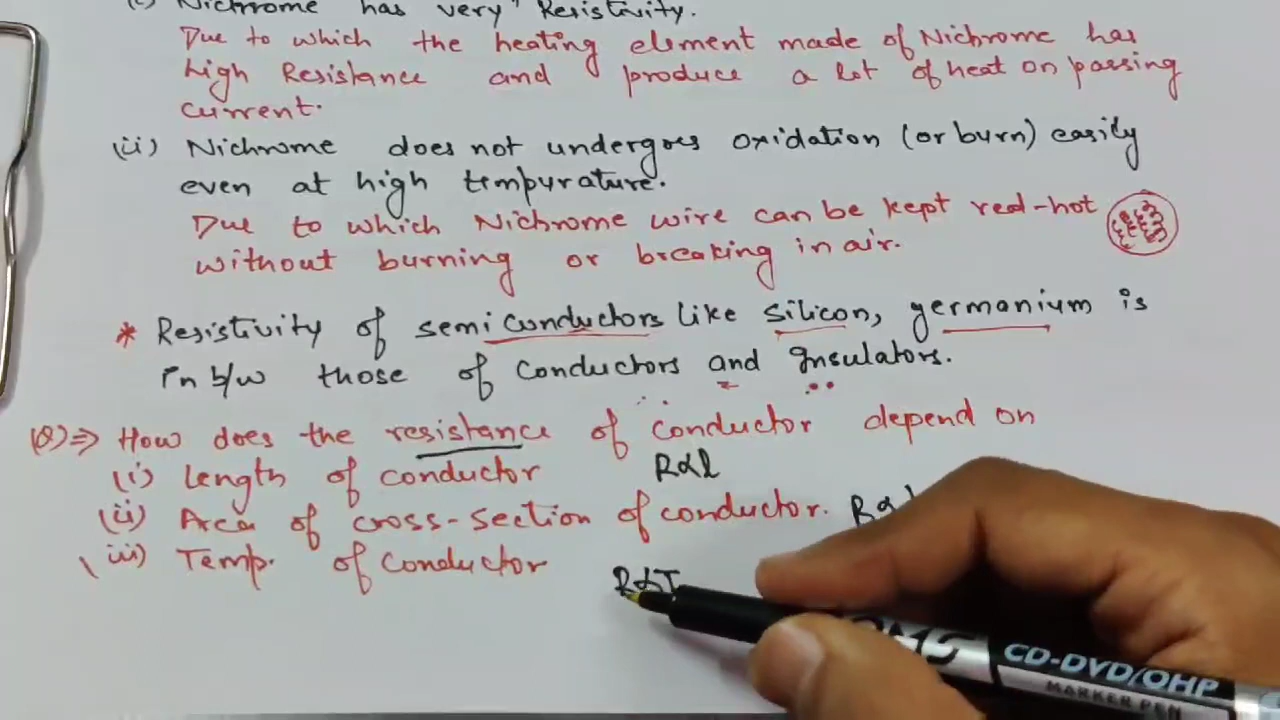 (i) Nichrome has very Resistivity.
Due to which the heating element made of Nichrome has
high Resistance and produce a lot of heat on passing
current.
(ii) Nichrome does not undergoes oxidation (or burn) easily
even at high tempyrature.
Due to which Nichrome wire can be kept red-hot
without burning or breaking in air.
* Resistivity of semiconductors like silicon, germanium is
in b/w those of conductors and Insulators.
(Q)⇒ How does the resistance of conductor depend on
(i) Length of conductor R∝l
(ii) Area of cross-section of conductor. R∝
(iii) Temp. of conductor R∝T
CD-DVD/OHP
MARKER PEN